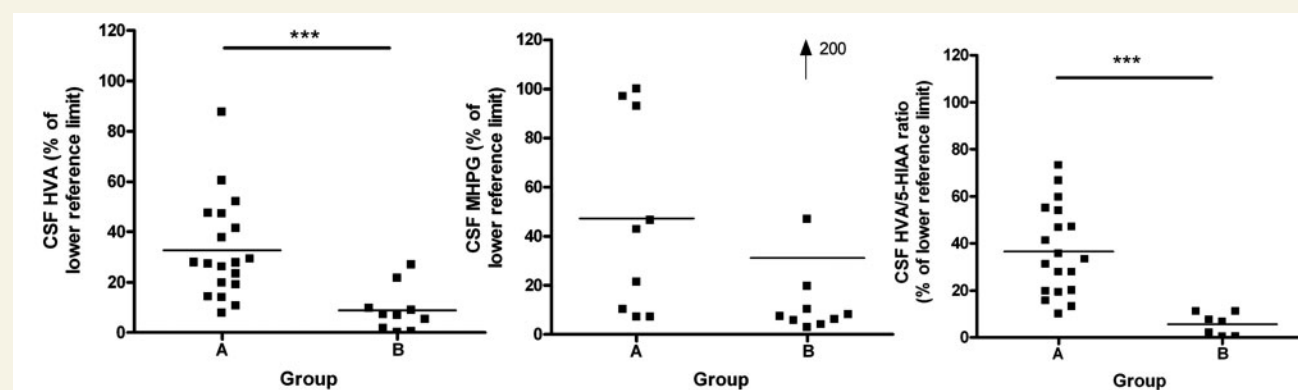 CSF HVA (% of
lower reference limit)
120
100
80
60
40
20
0
***
A
B
Group
CSF MHPG (% of
lower reference limit)
120
100
80
60
40
20
0
200
A
B
Group
CSF HVA/5-HIAA ratio
(% of lower reference limit)
120
100
80
60
40
20
0
***
A
B
Group